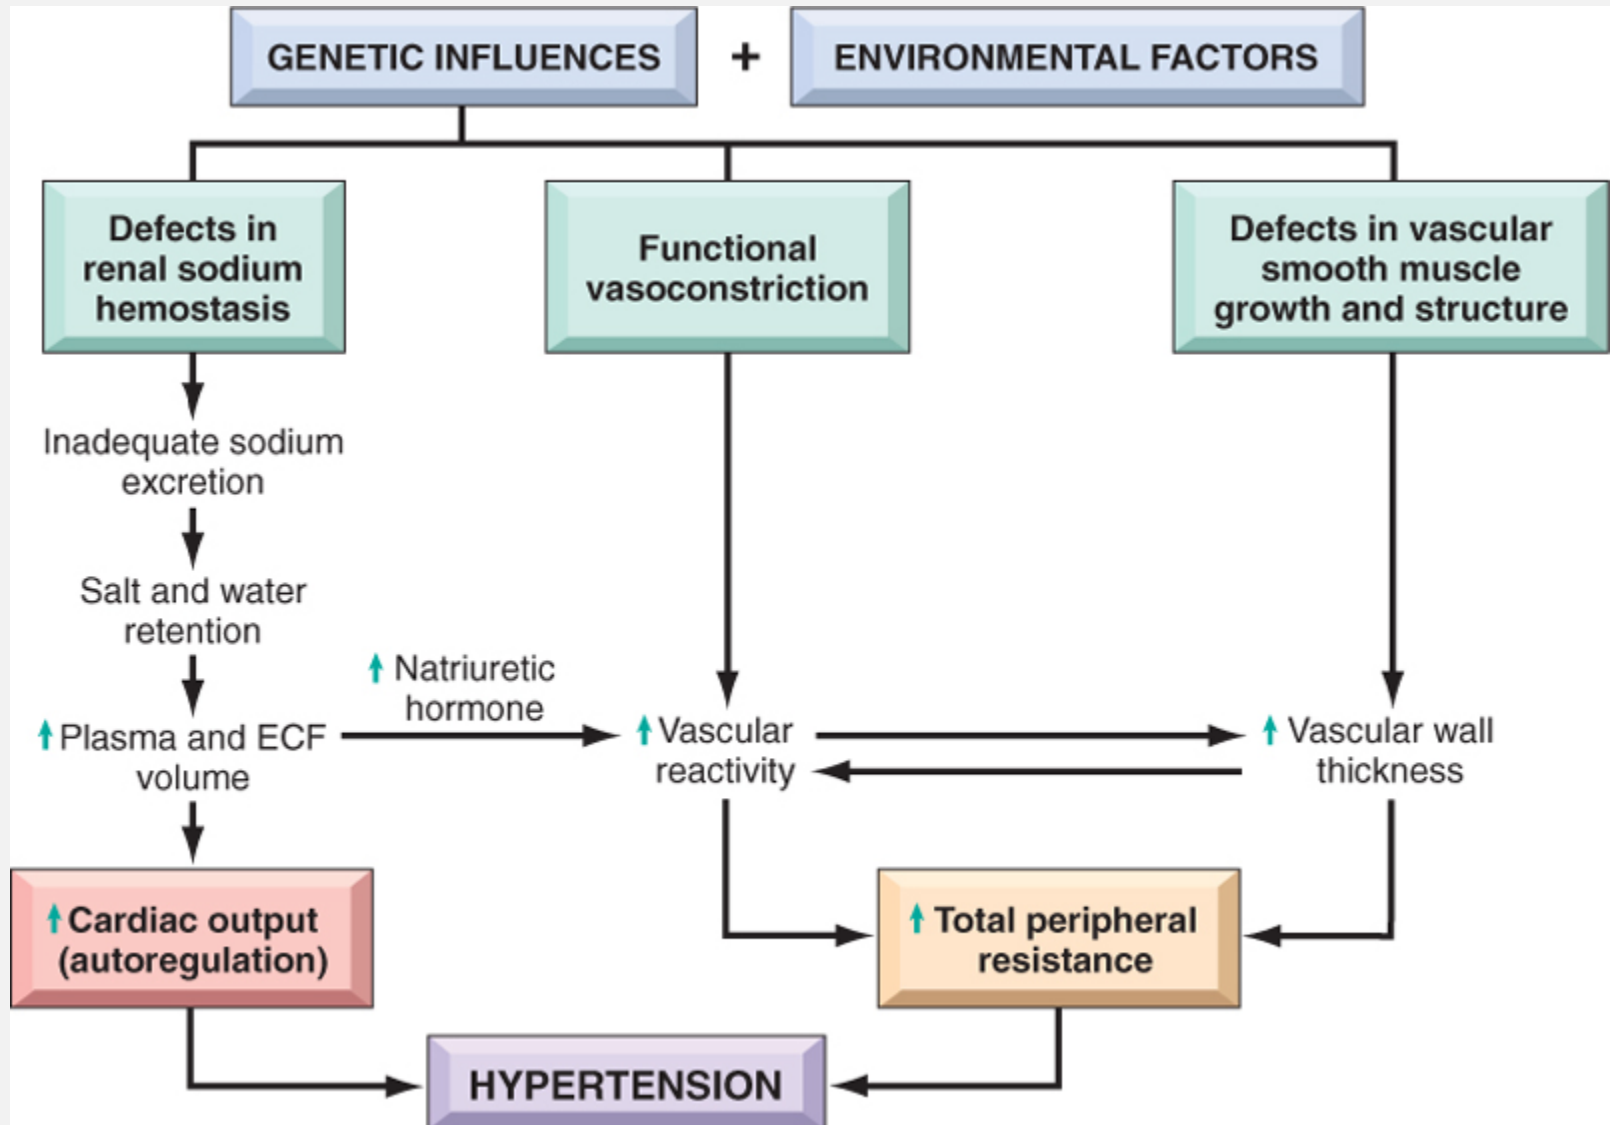 GENETIC INFLUENCES + ENVIRONMENTAL FACTORS
Defects in
renal sodium
hemostasis
Functional
vasoconstriction
Defects in vascular
smooth muscle
growth and structure
Inadequate sodium
excretion
Salt and water
retention
↑ Plasma and ECF
volume
↑ Natriuretic
hormone
↑ Vascular
reactivity
↑ Vascular wall
thickness
↑ Cardiac output
(autoregulation)
↑ Total peripheral
resistance
HYPERTENSION